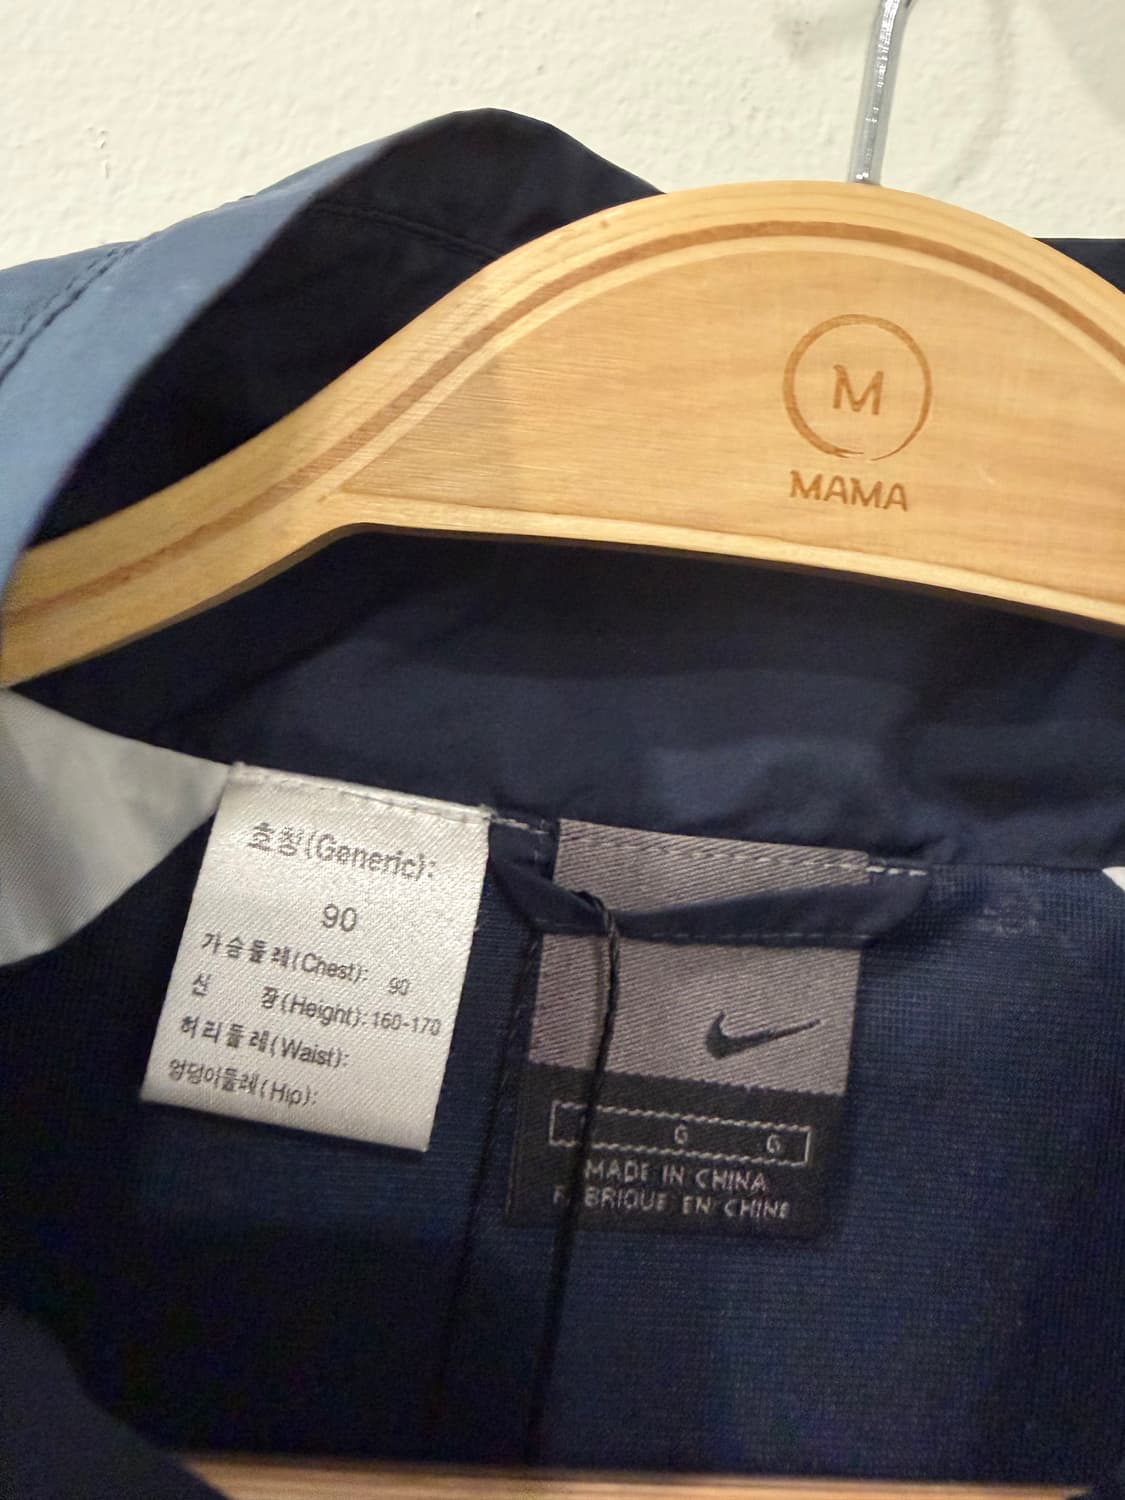 M
MAMA
호칭(Generic):
90
가슴둘레(Chest): 90
신 장(Height): 160-170
허리둘레(Waist):
엉덩이둘레(Hip):
G G
MADE IN CHINA
FABRIQUE EN CHINE